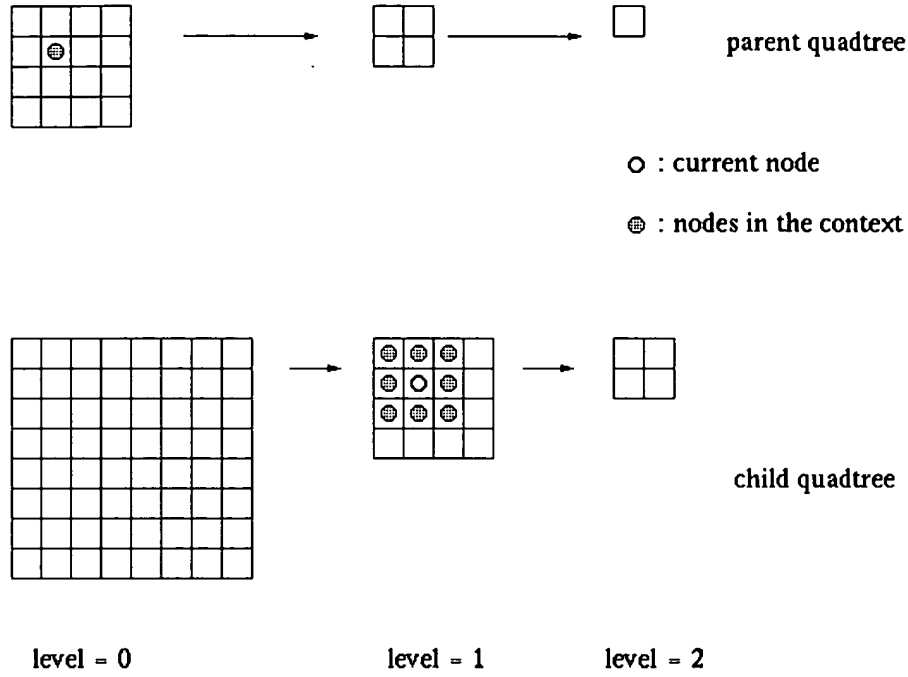 parent quadtree
: current node
: nodes in the context
child quadtree
level = 0
level = 1
level = 2